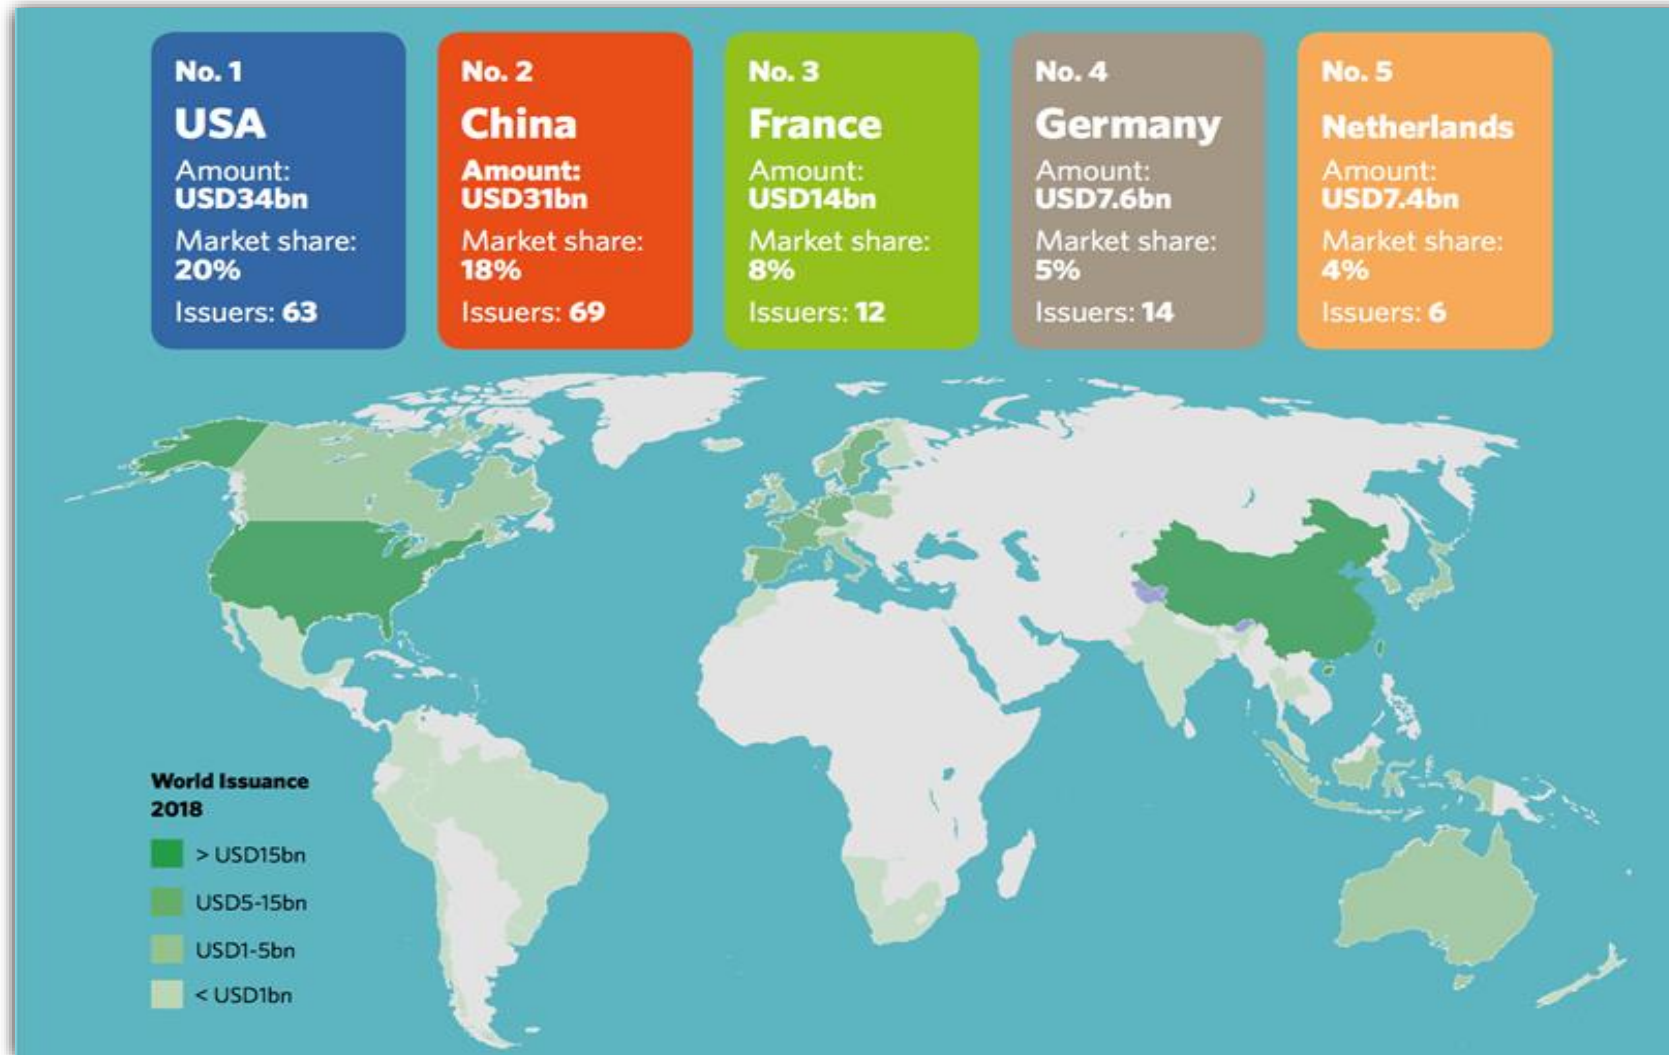 No. 1
USA
Amount:
USD34bn
Market share:
20%
Issuers: 63
No. 2
China
Amount:
USD31bn
Market share:
18%
Issuers: 69
No. 3
France
Amount:
USD14bn
Market share:
8%
Issuers: 12
No. 4
Germany
Amount:
USD7.6bn
Market share:
5%
Issuers: 14
No. 5
Netherlands
Amount:
USD7.4bn
Market share:
4%
Issuers: 6
World Issuance
2018
> USD15bn
USD5-15bn
USD1-5bn
< USD1bn